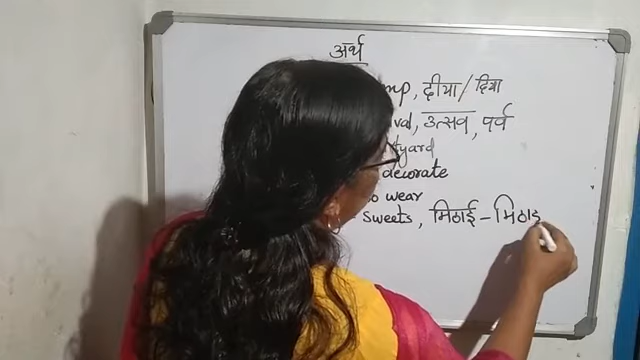 अर्थ
mp, दीया/दिया
val, उत्सव, पर्व
tyard
decorate
o wear
Sweets, मिठाई – मिठाइ